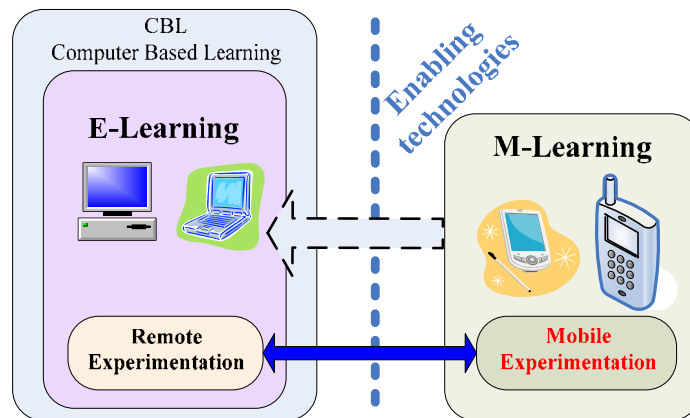 CBL
Computer Based Learning
E-Learning
Enabling
technologies
M-Learning
Remote
Experimentation
Mobile
Experimentation